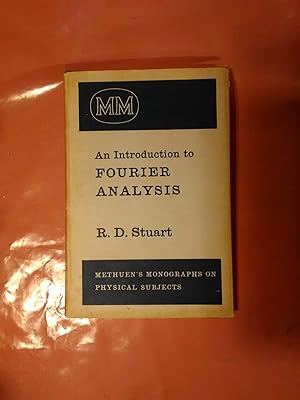 MM
An Introduction to
FOURIER
ANALYSIS
R. D. Stuart
METHUEN'S MONOGRAPHS ON
PHYSICAL SUBJECTS